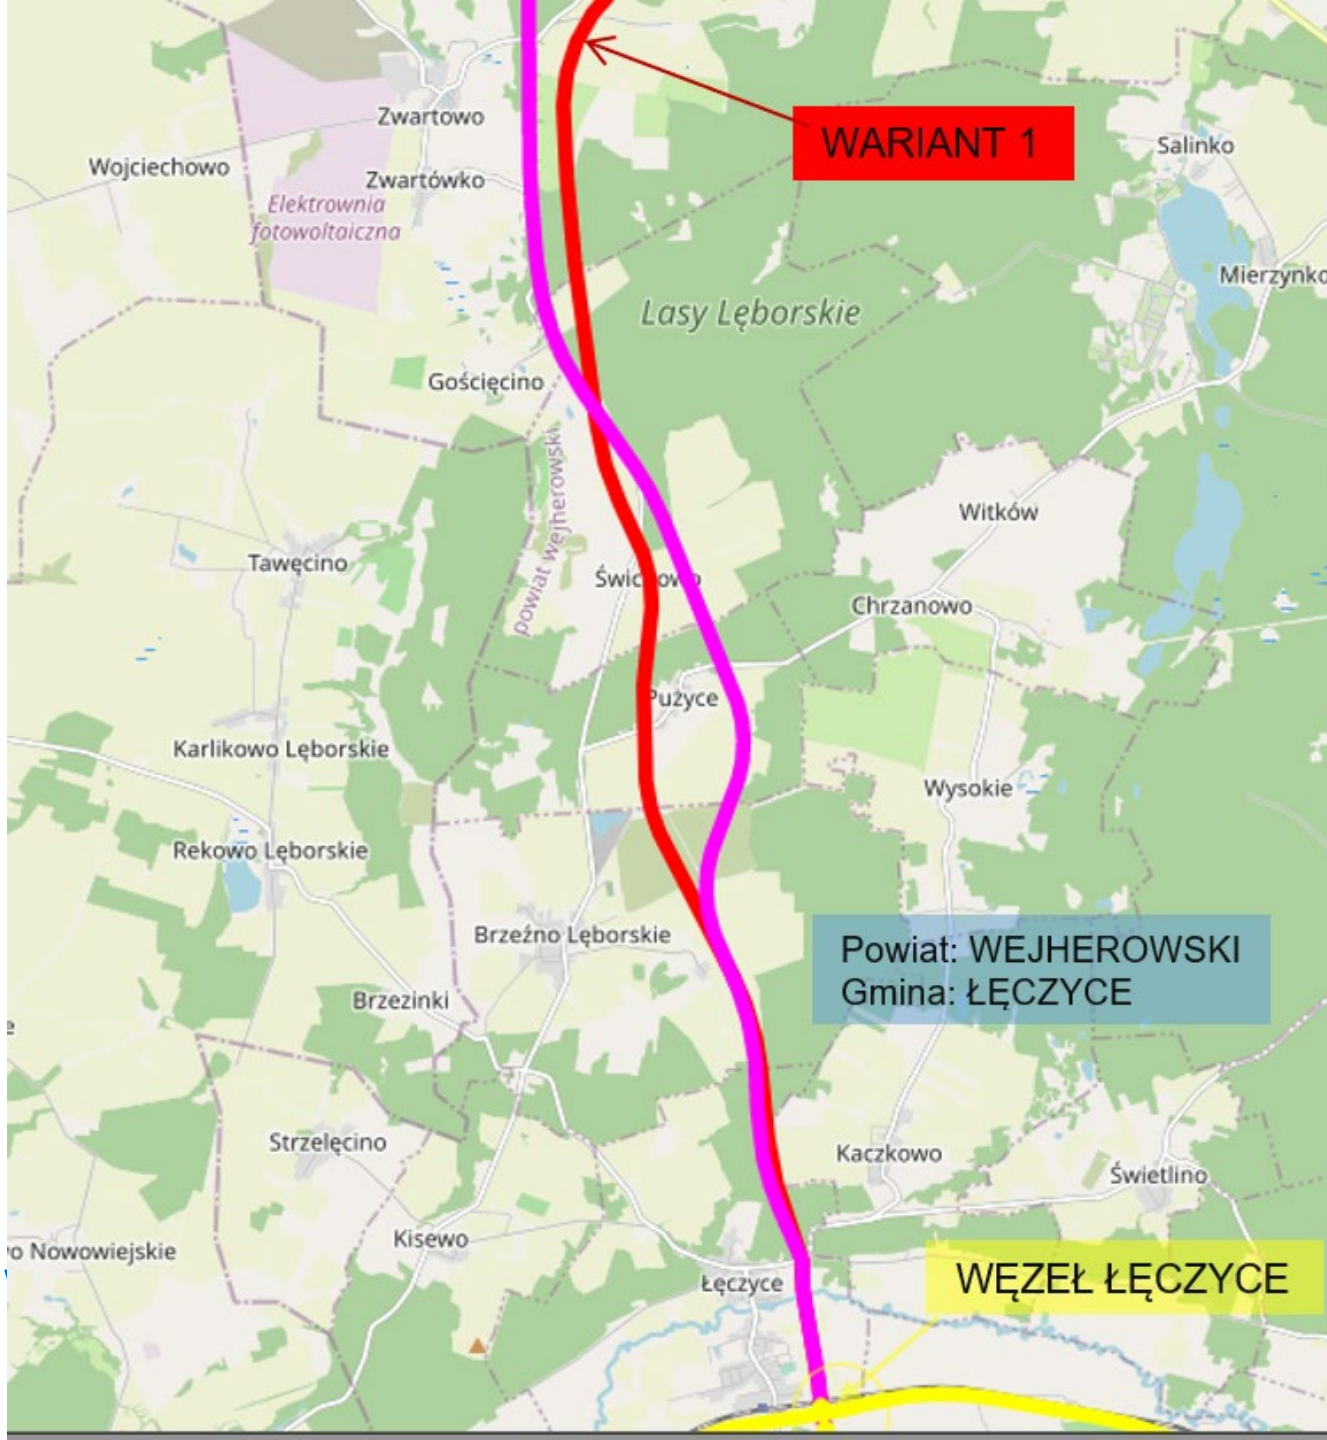 Zwartowo
WARIANT 1
Salinko
Wojciechowo
Zwartówko
Elektrownia
fotowoltaiczna
Mierzynko
Lasy Lęborskie
Gościęcino
powiat wejherowski
Witków
Tawęcino
Chrzanowo
Pużyce
Karlikowo Lęborskie
Wysokie
Rekowo Lęborskie
Brzeźno Lęborskie
Powiat: WEJHEROWSKI
Gmina: ŁĘCZYCE
Brzezinki
Strzelęcino
Kaczkowo
Świetlino
Kisewo
o Nowowiejskie
WĘZEŁ ŁĘCZYCE
Łęczyce